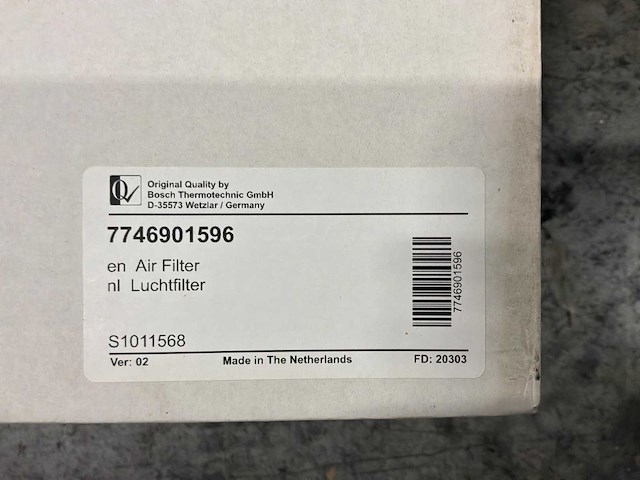 Q
Original Quality by
Bosch Thermotechnic GmbH
D-35573 Wetzlar / Germany
7746901596
en Air Filter
nl Luchtfilter
7746901596
S1011568
Ver: 02 Made in The Netherlands FD: 20303